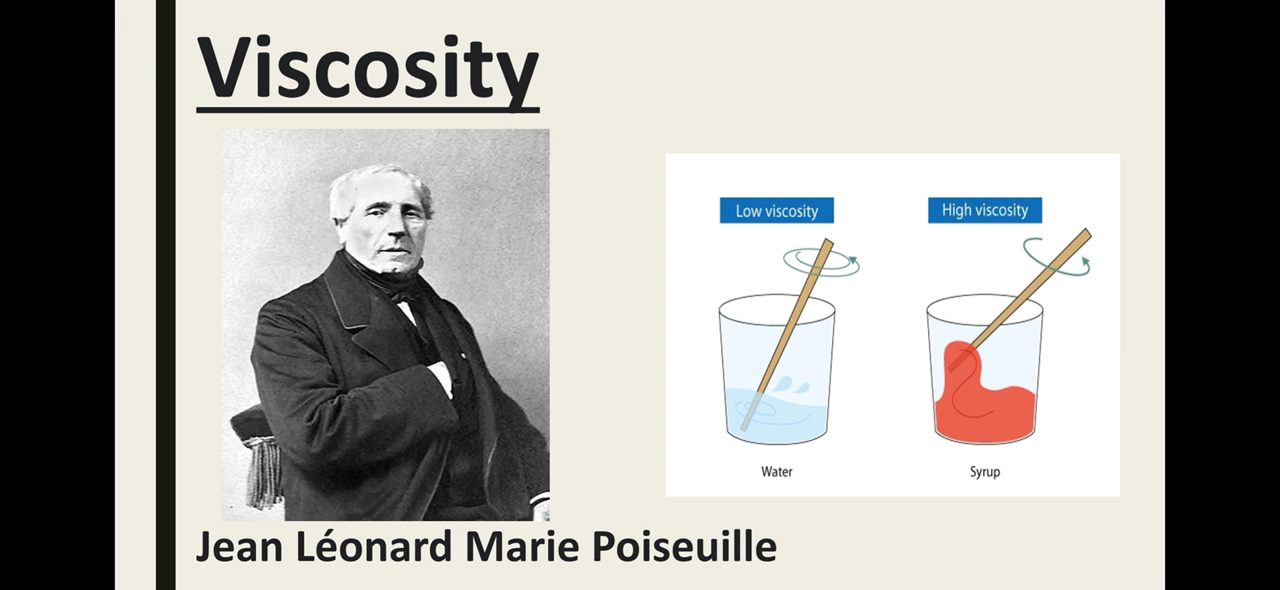 Viscosity
Low viscosity
High viscosity
Water
Syrup
Jean Léonard Marie Poiseuille